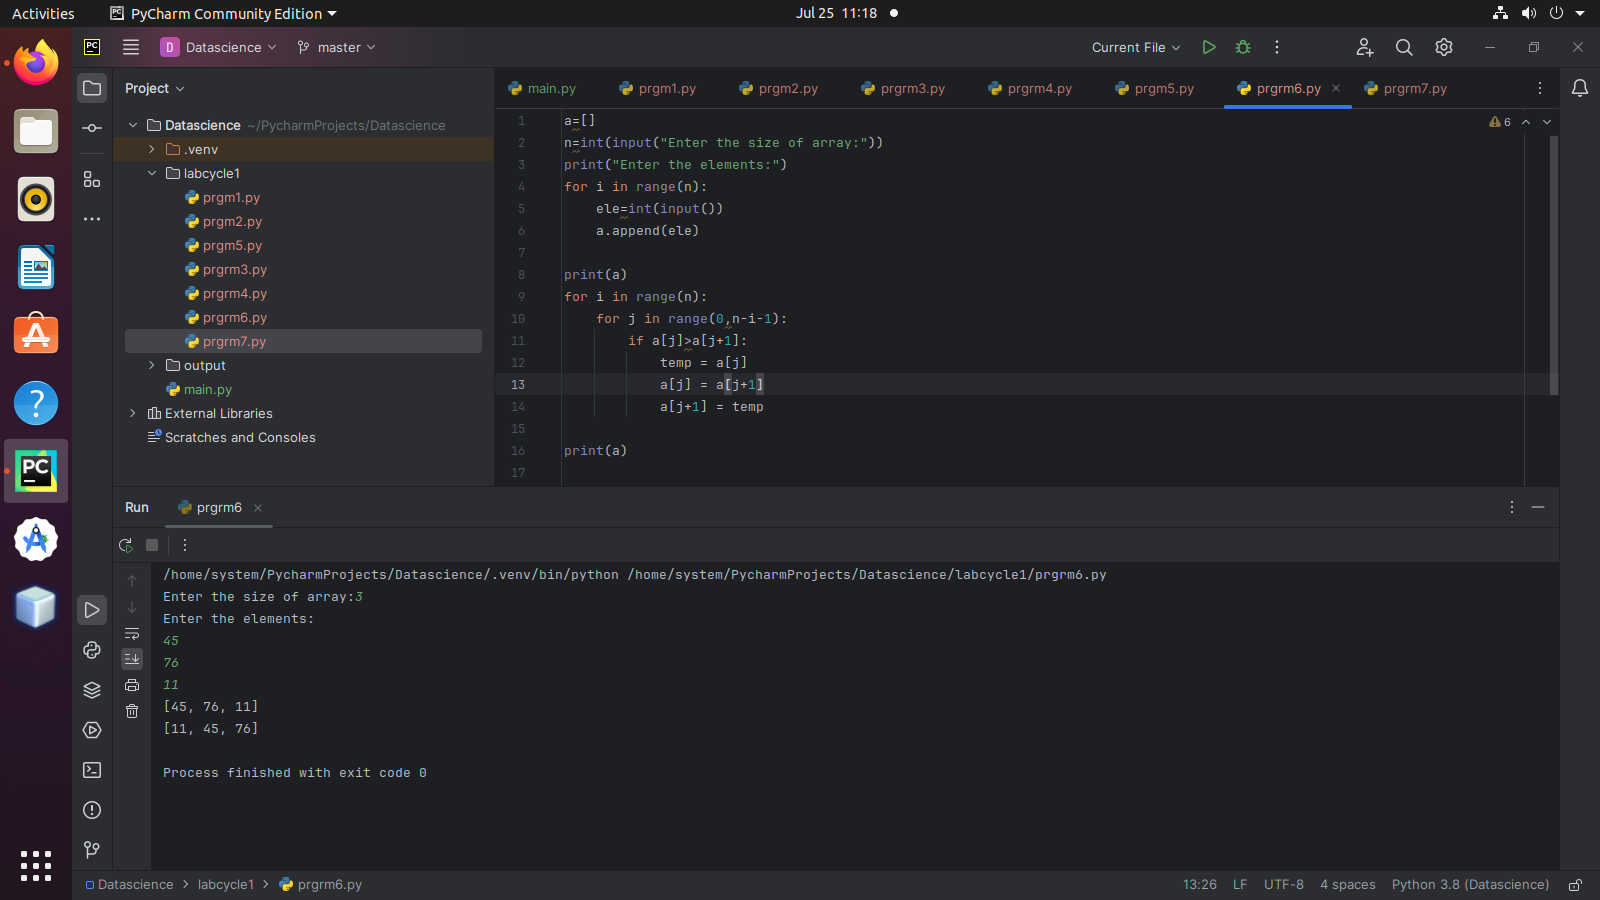 Activities PyCharm Community Edition Jul 25 11:18
PC D Datascience master Current File
Project main.py prgm1.py prgm2.py prgrm3.py prgrm4.py prgm5.py prgrm6.py prgrm7.py
Datascience ~/PycharmProjects/Datascience
.venv
labcycle1
prgm1.py
prgm2.py
prgm5.py
prgrm3.py
prgrm4.py
prgrm6.py
prgrm7.py
output
main.py
External Libraries
Scratches and Consoles
6
1 a=[]
2 n=int(input("Enter the size of array:"))
3 print("Enter the elements:")
4 for i in range(n):
5 ele=int(input())
6 a.append(ele)
7
8 print(a)
9 for i in range(n):
10 for j in range(0,n-i-1):
11 if a[j]>a[j+1]:
12 temp = a[j]
13 a[j] = a[j+1]
14 a[j+1] = temp
15
16 print(a)
17
PC
Run prgrm6
/home/system/PycharmProjects/Datascience/.venv/bin/python /home/system/PycharmProjects/Datascience/labcycle1/prgrm6.py
Enter the size of array:3
Enter the elements:
45
76
11
[45, 76, 11]
[11, 45, 76]
Process finished with exit code 0
Datascience labcycle1 prgrm6.py 13:26 LF UTF-8 4 spaces Python 3.8 (Datascience)